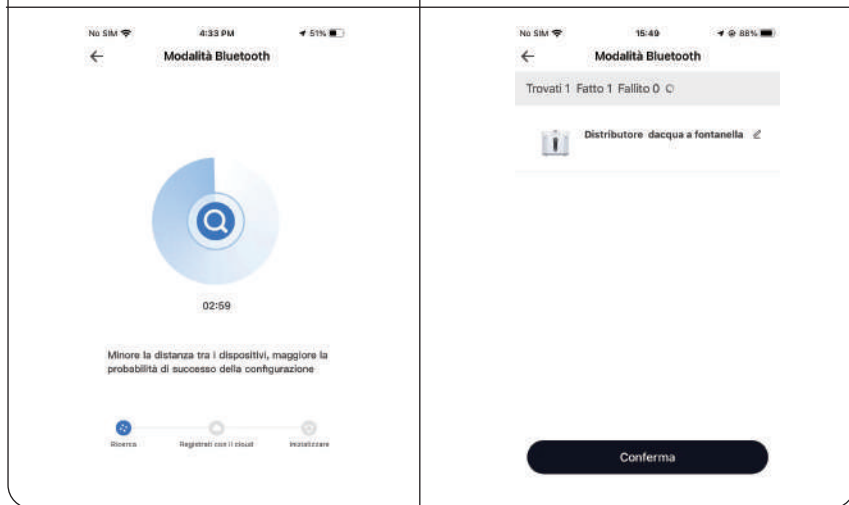 No SIM 4:33 PM 51%
Modalità Bluetooth
02:59
Minore la distanza tra i dispositivi, maggiore la
probabilità di successo della configurazione
Ricerca Registrati con il cloud Inizializzare
No SIM 15:49 88%
Modalità Bluetooth
Trovati 1 Fatto 1 Fallito 0
Distributore dacqua a fontanella
Conferma